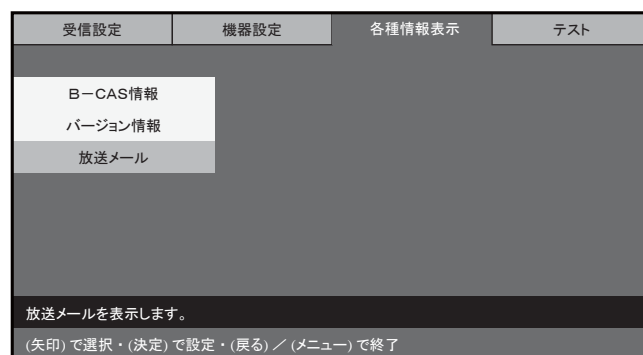 受信設定 機器設定 各種情報表示 テスト
B－CAS情報
バージョン情報
放送メール
放送メールを表示します。
(矢印) で選択・(決定) で設定・(戻る) ／ (メニュー) で終了